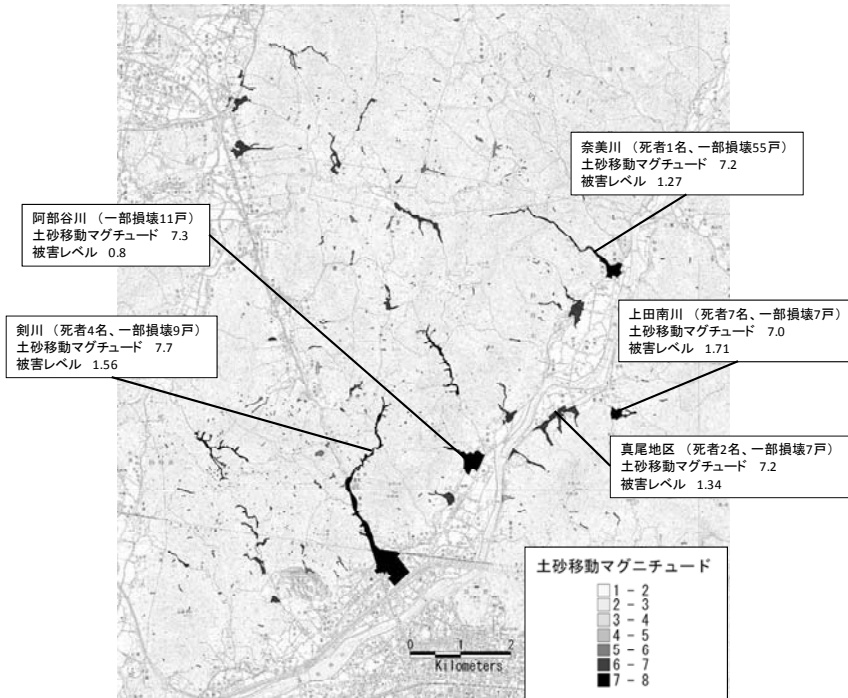 奈美川 （死者1名、一部損壊55戸）
土砂移動マグチュード 7.2
被害レベル 1.27
阿部谷川 （一部損壊11戸）
土砂移動マグチュード 7.3
被害レベル 0.8
上田南川 （死者7名、一部損壊7戸）
土砂移動マグチュード 7.0
被害レベル 1.71
剣川 （死者4名、一部損壊9戸）
土砂移動マグチュード 7.7
被害レベル 1.56
真尾地区 （死者2名、一部損壊7戸）
土砂移動マグチュード 7.2
被害レベル 1.34
土砂移動マグニチュード
1 - 2
2 - 3
3 - 4
4 - 5
5 - 6
6 - 7
7 - 8
0 1 2
Kilometers